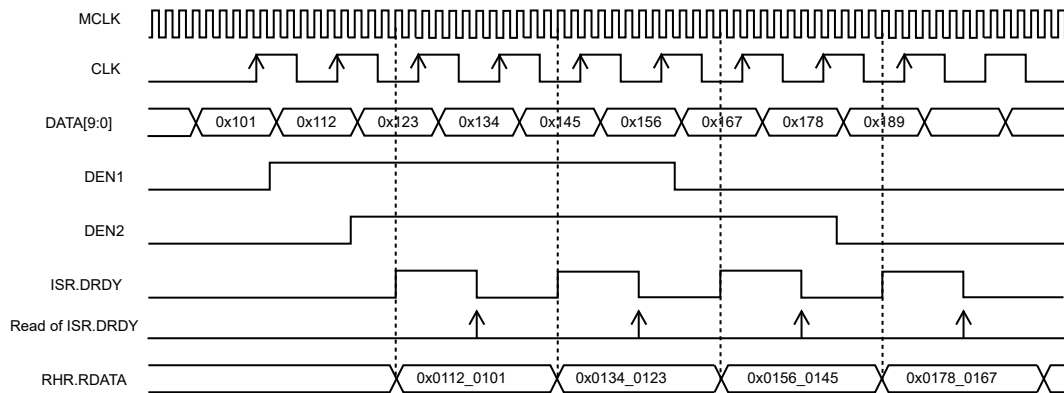 MCLK
CLK
DATA[9:0] 0x101 0x112 0x123 0x134 0x145 0x156 0x167 0x178 0x189
DEN1
DEN2
ISR.DRDY
Read of ISR.DRDY
RHR.RDATA 0x0112_0101 0x0134_0123 0x0156_0145 0x0178_0167